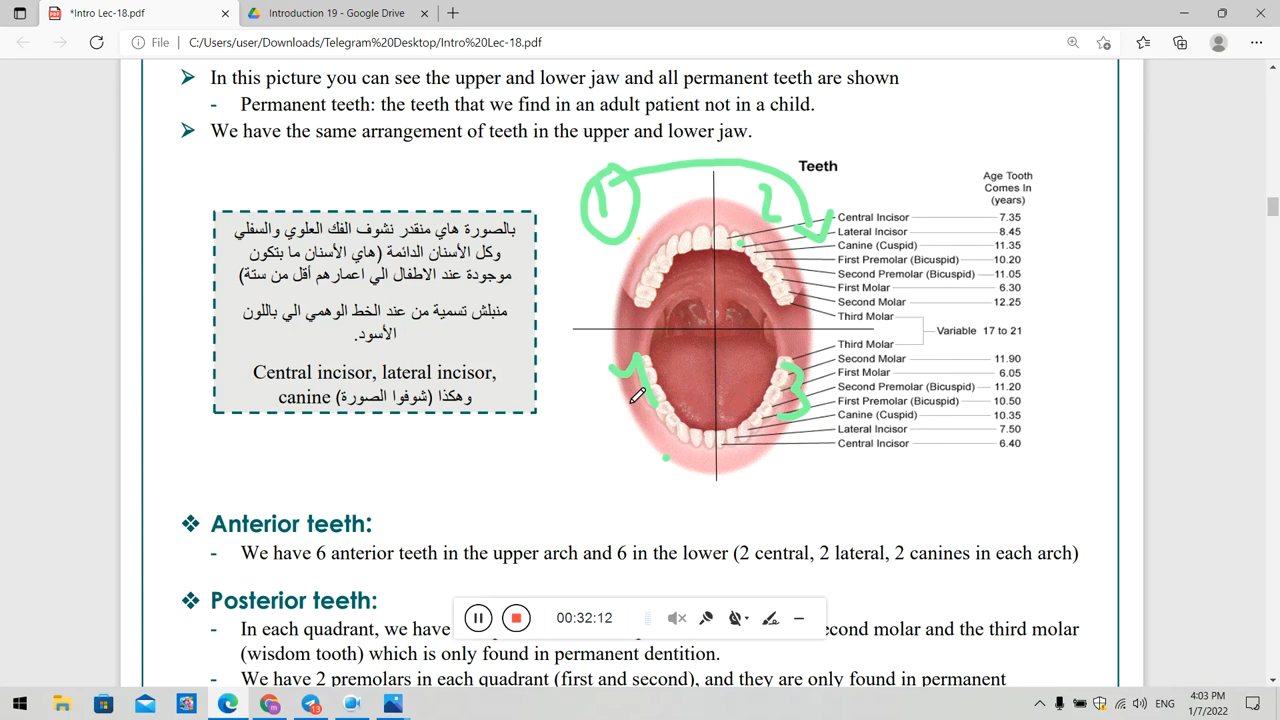 *Intro Lec-18.pdf
Introduction 19 - Google Drive
File
C:/Users/user/Downloads/Telegram%20Desktop/Intro%20Lec-18.pdf
In this picture you can see the upper and lower jaw and all permanent teeth are shown
- Permanent teeth: the teeth that we find in an adult patient not in a child.
We have the same arrangement of teeth in the upper and lower jaw.
بالصورة هاي منقدر نشوف الفك العلوي والسفلي
وكل الأسنان الدائمة (هاي الأسنان ما بتكون
موجودة عند الاطفال الي اعمارهم أقل من ستة)
منبلش تسمية من عند الخط الوهمي الي باللون
الأسود.
Central incisor, lateral incisor,
canine وهكذا (شوفوا الصورة)
Teeth
Age Tooth
Comes In
(years)
Central Incisor 7.35
Lateral Incisor 8.45
Canine (Cuspid) 11.35
First Premolar (Bicuspid) 10.20
Second Premolar (Bicuspid) 11.05
First Molar 6.30
Second Molar 12.25
Third Molar
Variable 17 to 21
Third Molar
Second Molar 11.90
First Molar 6.05
Second Premolar (Bicuspid) 11.20
First Premolar (Bicuspid) 10.50
Canine (Cuspid) 10.35
Lateral Incisor 7.50
Central Incisor 6.40
1
2
3
Anterior teeth:
- We have 6 anterior teeth in the upper arch and 6 in the lower (2 central, 2 lateral, 2 canines in each arch)
Posterior teeth:
- In each quadrant, we have second molar and the third molar
(wisdom tooth) which is only found in permanent dentition.
- We have 2 premolars in each quadrant (first and second), and they are only found in permanent
00:32:12
13
ENG
4:03 PM
1/7/2022